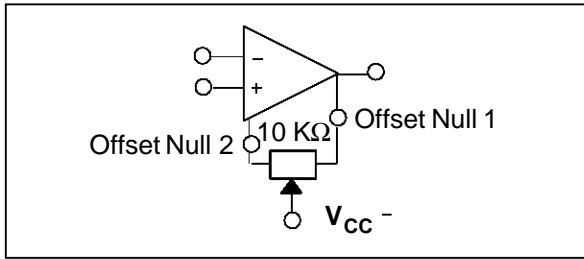 −
+
10 KΩ
Offset Null 1
Offset Null 2
VCC −